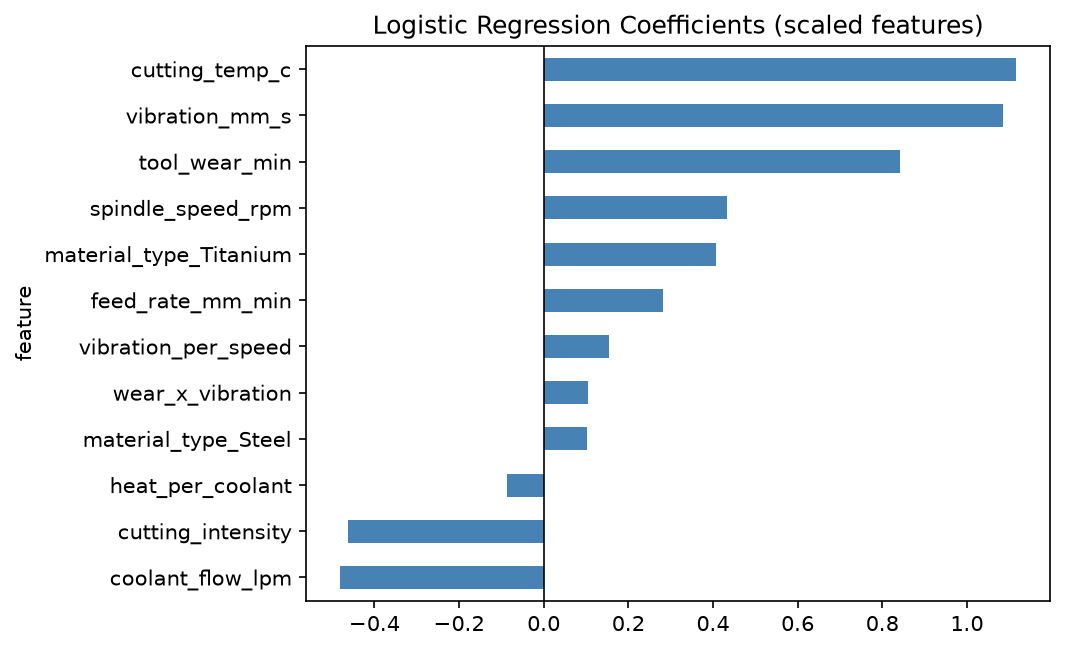 Logistic Regression Coefficients (scaled features)
cutting_temp_c
vibration_mm_s
tool_wear_min
spindle_speed_rpm
material_type_Titanium
feed_rate_mm_min
vibration_per_speed
wear_x_vibration
material_type_Steel
heat_per_coolant
cutting_intensity
coolant_flow_lpm
feature
−0.4 −0.2 0.0 0.2 0.4 0.6 0.8 1.0